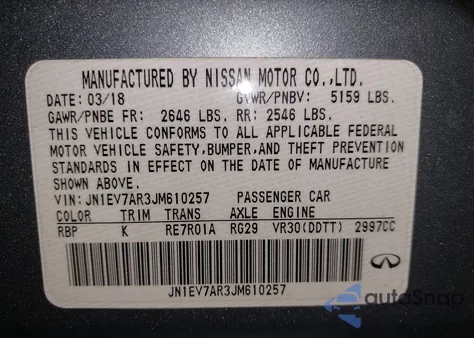 MANUFACTURED BY NISSAN MOTOR CO.,LTD.
DATE: 03/18 GVWR/PNBV: 5159 LBS.
GAWR/PNBE FR: 2646 LBS. RR: 2546 LBS.
THIS VEHICLE CONFORMS TO ALL APPLICABLE FEDERAL
MOTOR VEHICLE SAFETY,BUMPER,AND THEFT PREVENTION
STANDARDS IN EFFECT ON THE DATE OF MANUFACTURE
SHOWN ABOVE.
VIN: JN1EV7AR3JM610257 PASSENGER CAR
COLOR TRIM TRANS AXLE ENGINE
RBP K RE7R01A RG29 VR30(DDTT) 2997CC
JN1EV7AR3JM610257
autoSnap